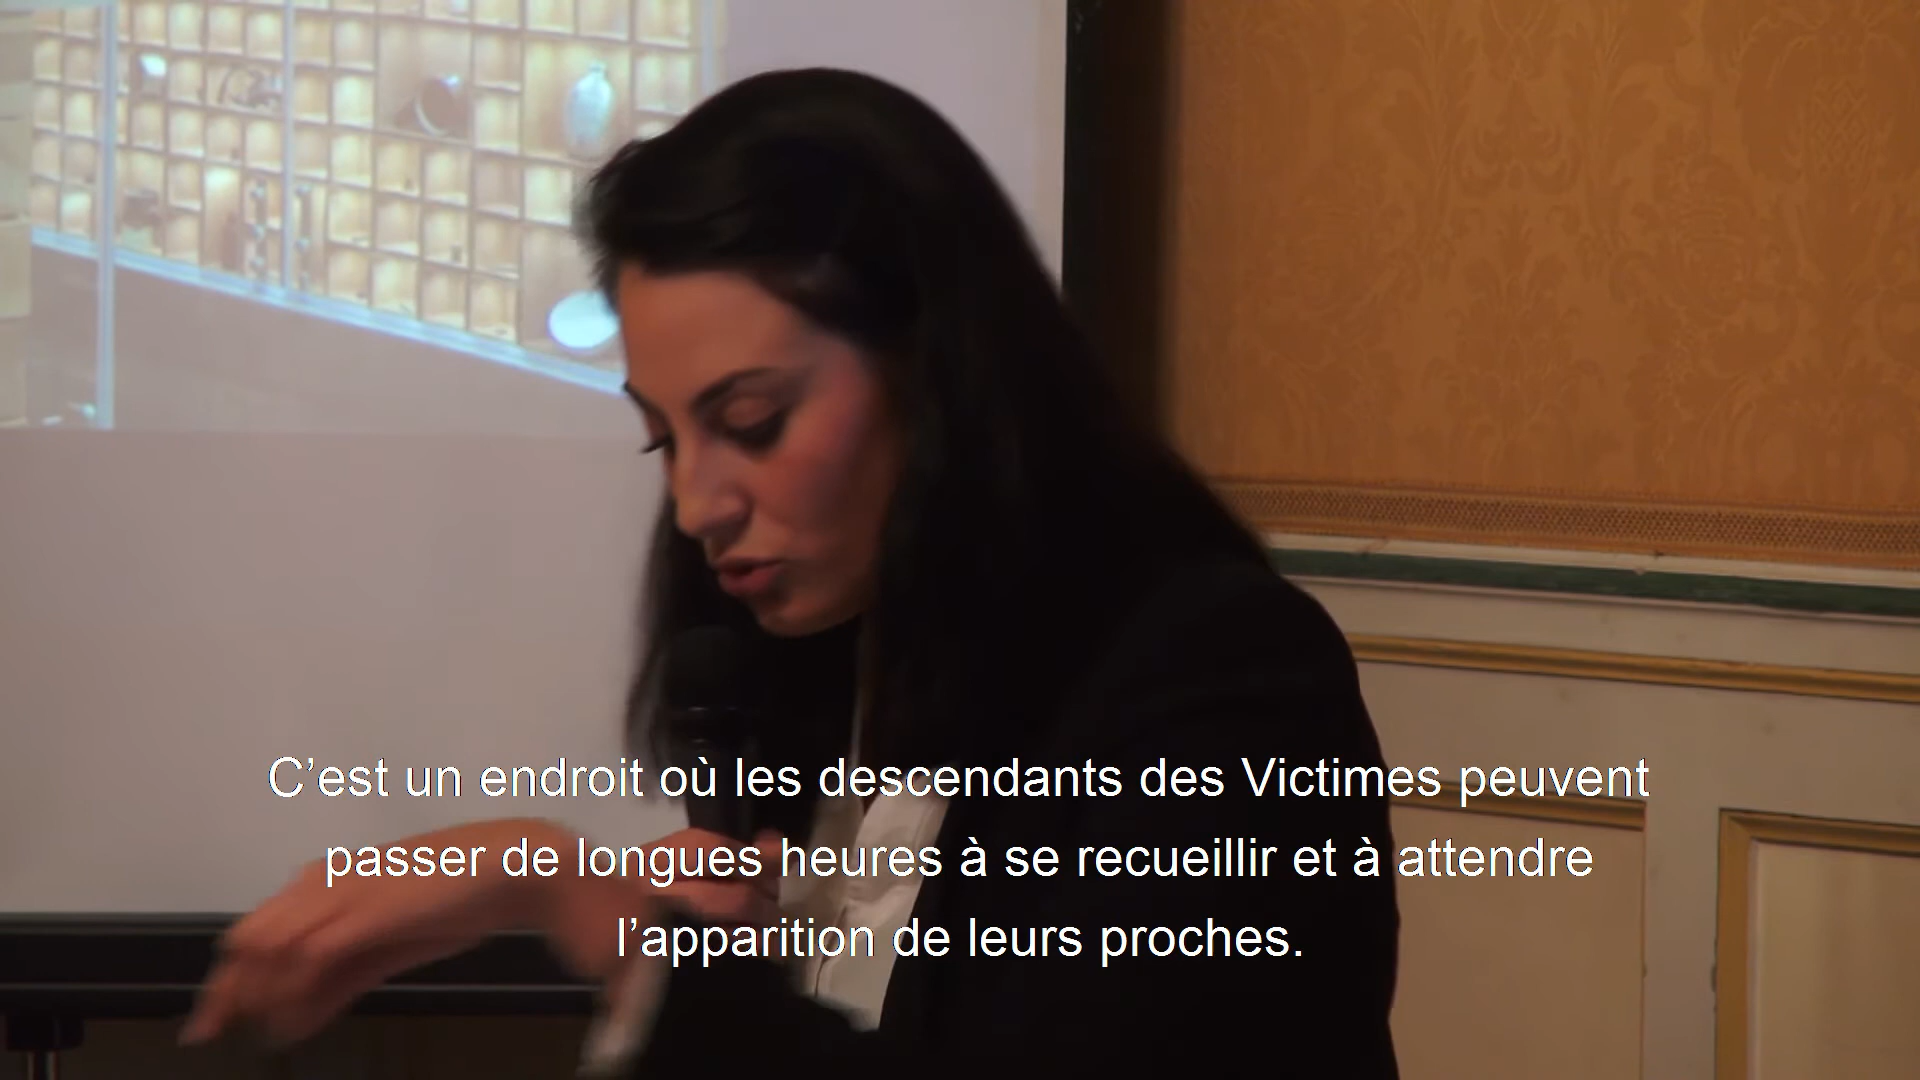 C’est un endroit où les descendants des Victimes peuvent
passer de longues heures à se recueillir et à attendre
l’apparition de leurs proches.